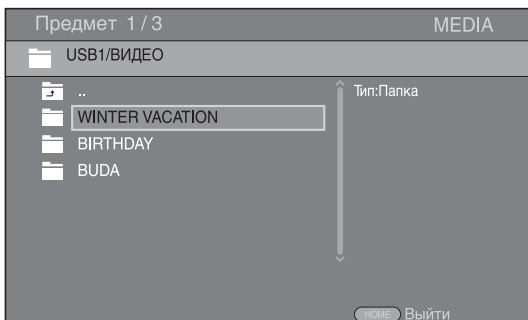 Предмет 1/3 MEDIA
USB1/ВИДЕО
..
WINTER VACATION
BIRTHDAY
BUDA
Тип:Папка
HOME Выйти